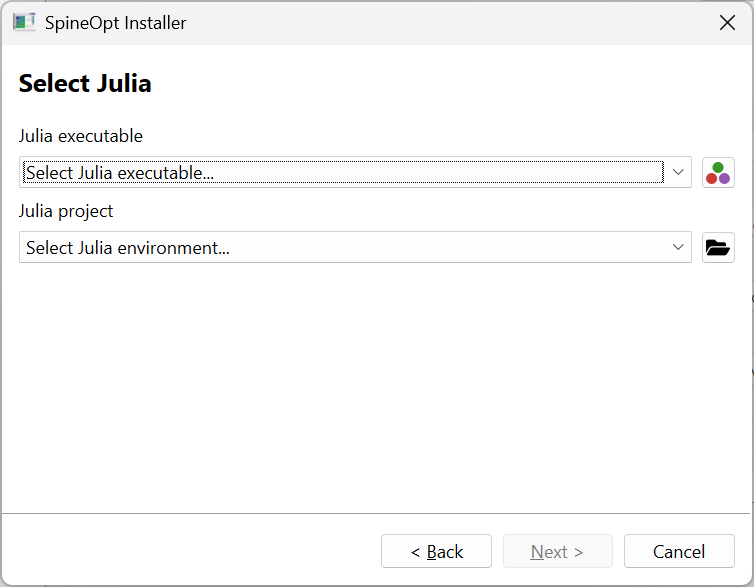 SpineOpt Installer
Select Julia
Julia executable
Select Julia executable...
Julia project
Select Julia environment...
< Back
Next >
Cancel